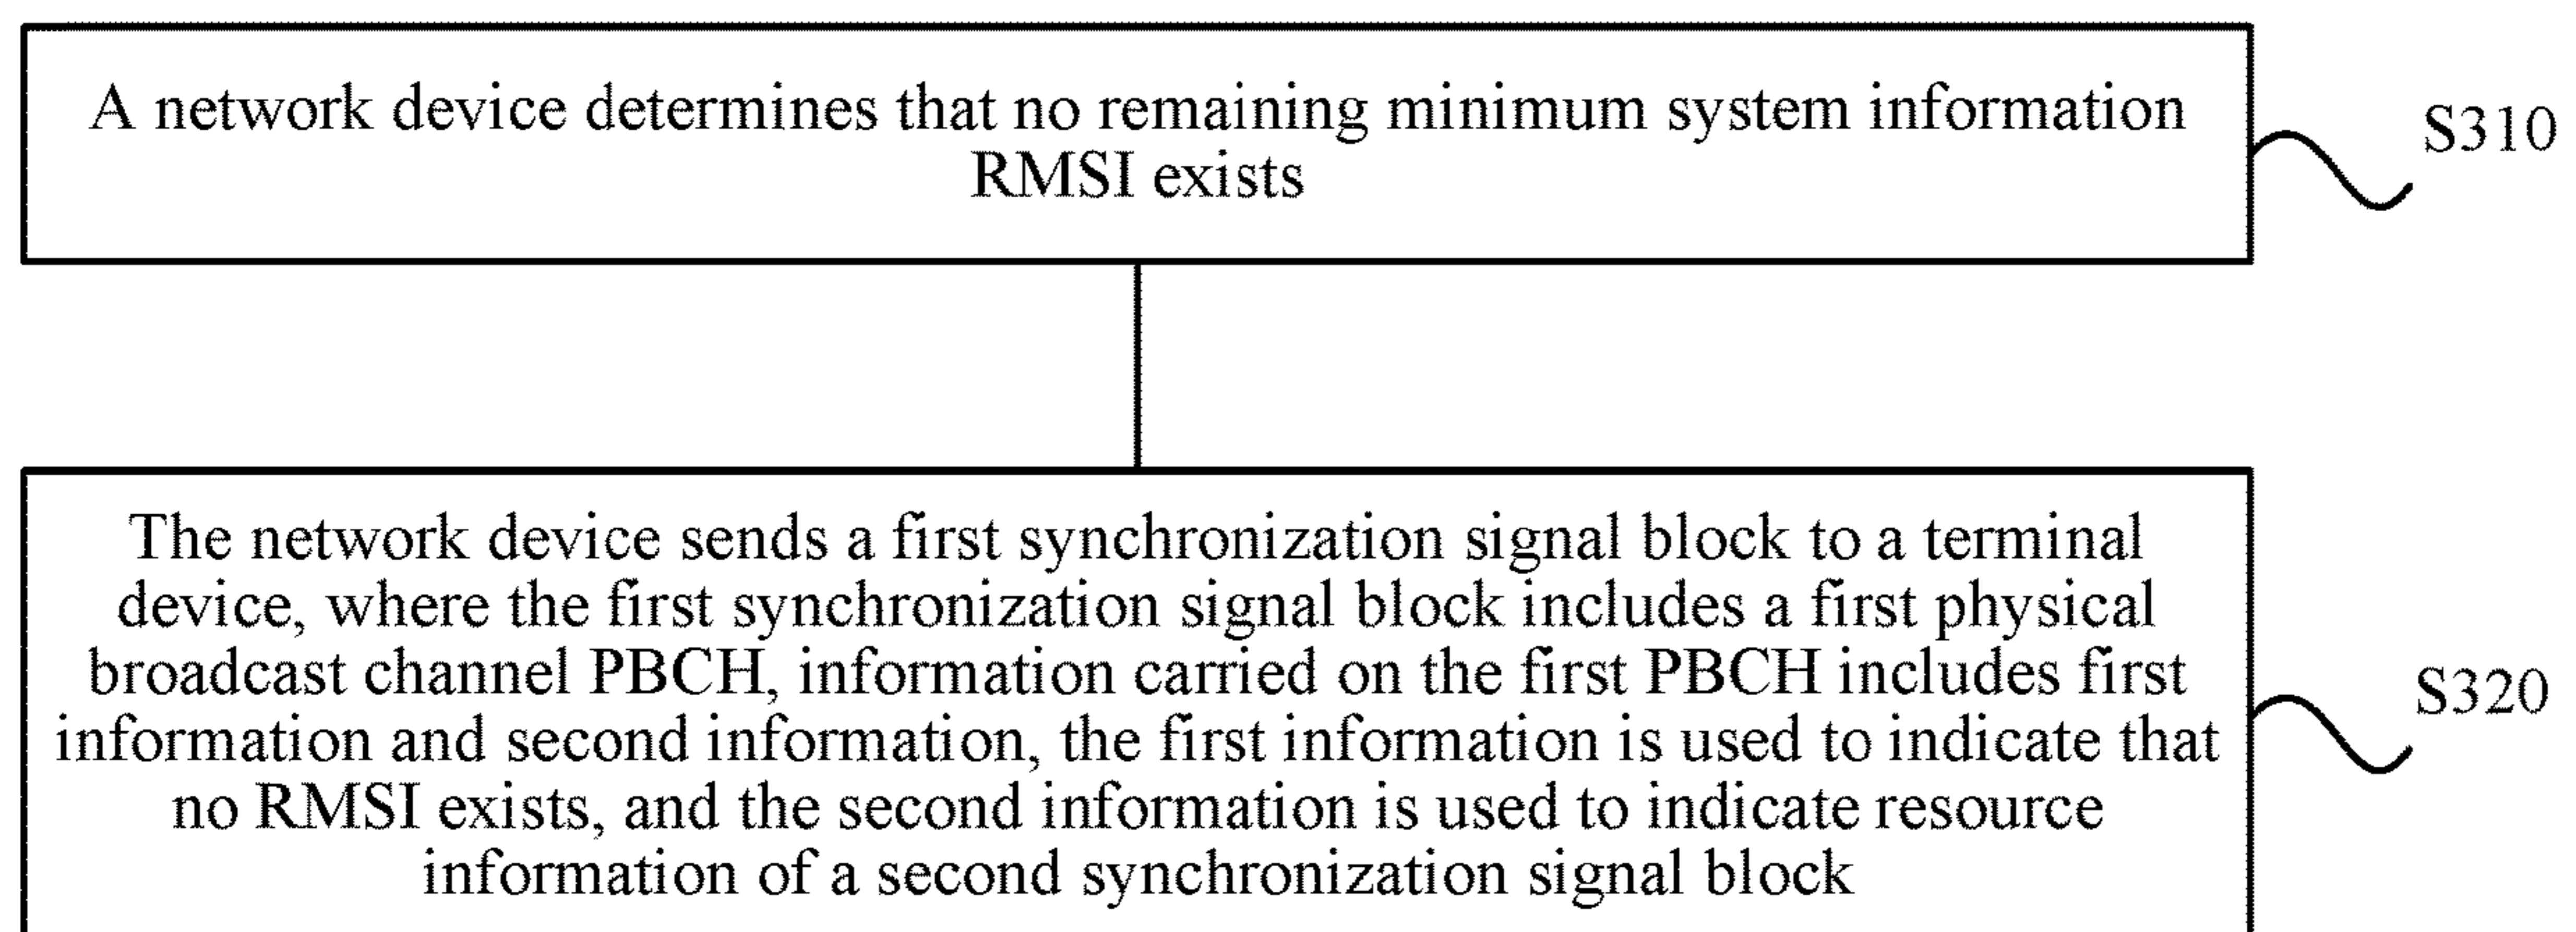 A network device determines that no remaining minimum system information
RMSI exists
S310
The network device sends a first synchronization signal block to a terminal
device, where the first synchronization signal block includes a first physical
broadcast channel PBCH, information carried on the first PBCH includes first
information and second information, the first information is used to indicate that
no RMSI exists, and the second information is used to indicate resource
information of a second synchronization signal block
S320